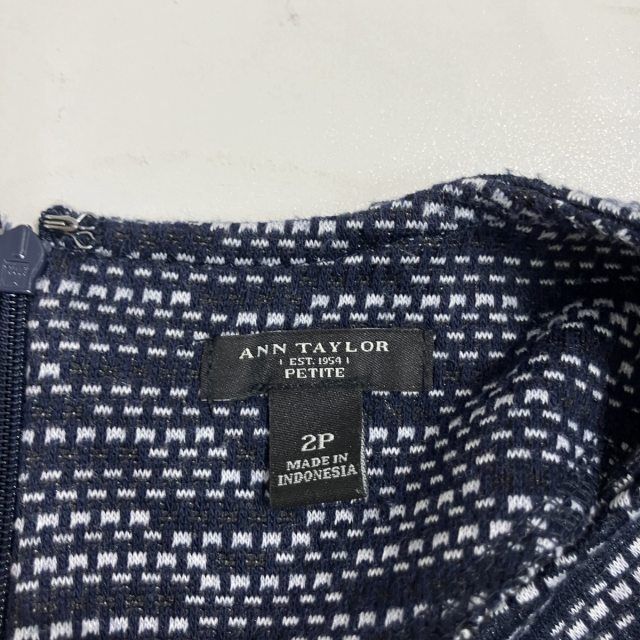 ANN TAYLOR
EST. 1954
PETITE
2P
MADE IN
INDONESIA